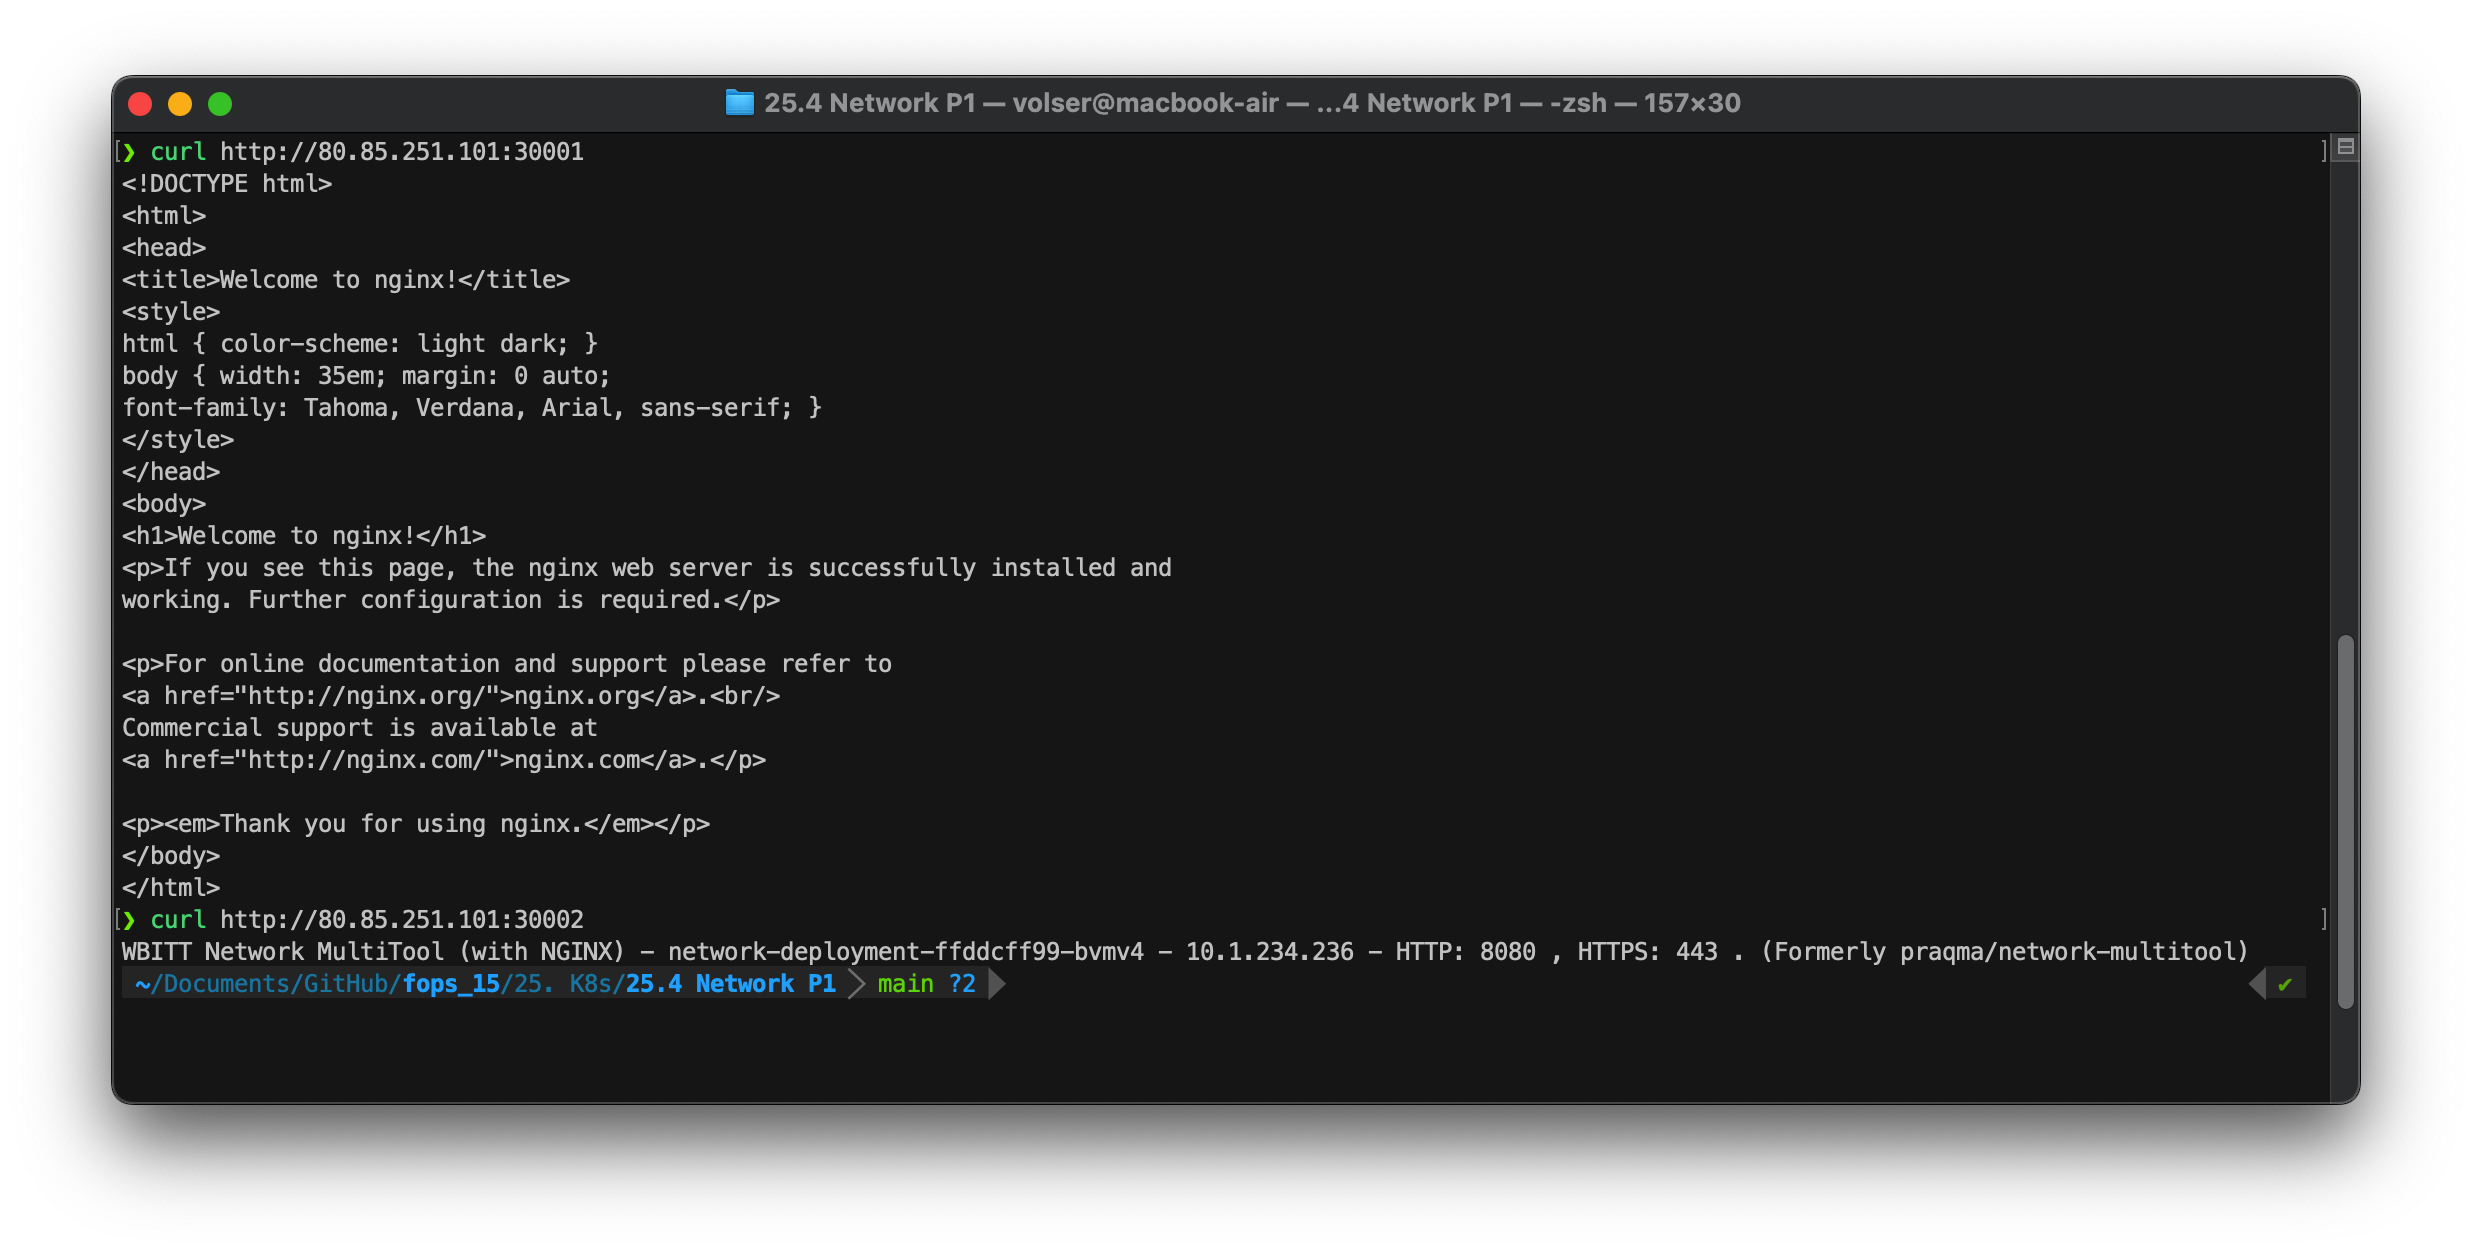 25.4 Network P1 — volser@macbook-air — ...4 Network P1 — -zsh — 157×30
[❯ curl http://80.85.251.101:30001 ]
<!DOCTYPE html>
<html>
<head>
<title>Welcome to nginx!</title>
<style>
html { color-scheme: light dark; }
body { width: 35em; margin: 0 auto;
font-family: Tahoma, Verdana, Arial, sans-serif; }
</style>
</head>
<body>
<h1>Welcome to nginx!</h1>
<p>If you see this page, the nginx web server is successfully installed and
working. Further configuration is required.</p>
<p>For online documentation and support please refer to
<a href="http://nginx.org/">nginx.org</a>.<br/>
Commercial support is available at
<a href="http://nginx.com/">nginx.com</a>.</p>
<p><em>Thank you for using nginx.</em></p>
</body>
</html>
[❯ curl http://80.85.251.101:30002 ]
WBITT Network MultiTool (with NGINX) - network-deployment-ffddcff99-bvmv4 - 10.1.234.236 - HTTP: 8080 , HTTPS: 443 . (Formerly praqma/network-multitool)
~/Documents/GitHub/fops_15/25. K8s/25.4 Network P1 main ?2 ✔